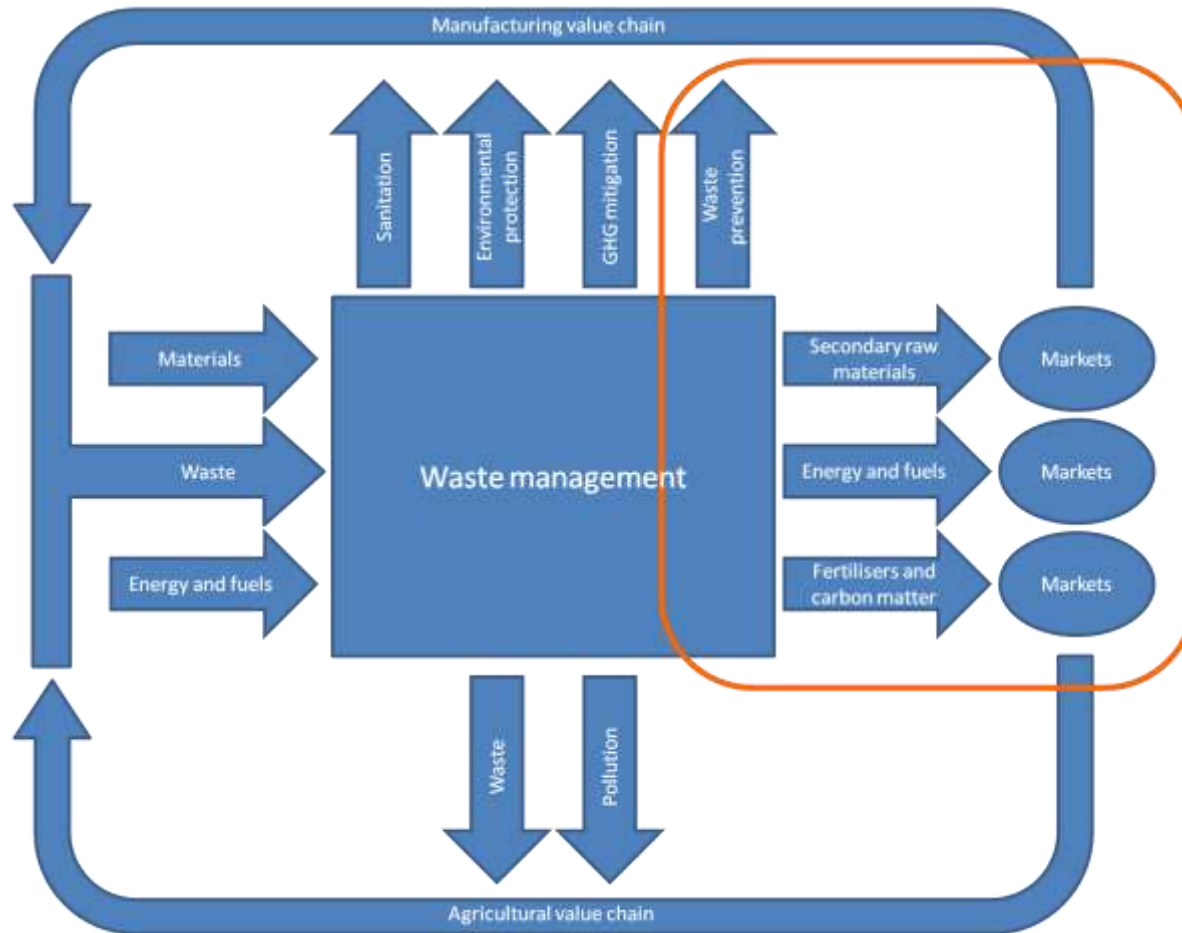 Manufacturing value chain
Sanitation
Environmental
protection
GHG mitigation
Waste
prevention
Materials
Waste
Energy and fuels
Waste management
Secondary raw
materials
Markets
Energy and fuels
Markets
Fertilisers and
carbon matter
Markets
Waste
Pollution
Agricultural value chain